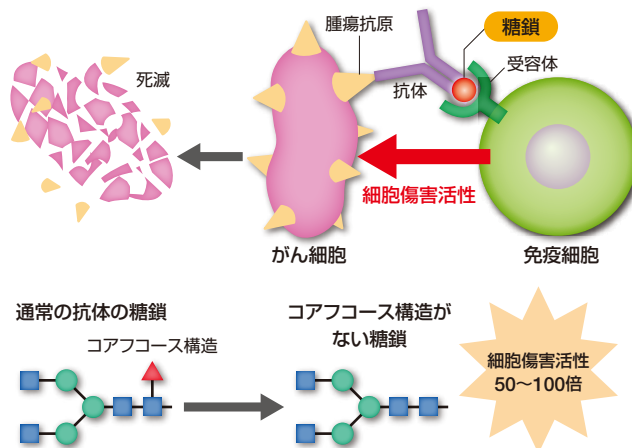 腫瘍抗原
糖鎖
死滅
抗体
受容体
細胞傷害活性
がん細胞
免疫細胞
通常の抗体の糖鎖
コアフコース構造
コアフコース構造が
ない糖鎖
細胞傷害活性
50〜100倍